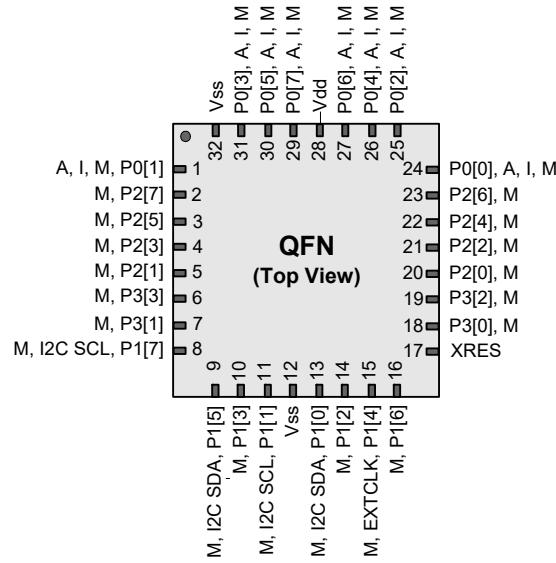 Vss
P0[3], A, I, M
P0[5], A, I, M
P0[7], A, I, M
Vdd
P0[6], A, I, M
P0[4], A, I, M
P0[2], A, I, M
32
31
30
29
28
27
26
25
A, I, M, P0[1]
1
M, P2[7]
2
M, P2[5]
3
M, P2[3]
4
M, P2[1]
5
M, P3[3]
6
M, P3[1]
7
M, I2C SCL, P1[7]
8
QFN
(Top View)
24
P0[0], A, I, M
23
P2[6], M
22
P2[4], M
21
P2[2], M
20
P2[0], M
19
P3[2], M
18
P3[0], M
17
XRES
9
10
11
12
13
14
15
16
M, I2C SDA, P1[5]
M, P1[3]
M, I2C SCL, P1[1]
Vss
M, I2C SDA, P1[0]
M, P1[2]
M, EXTCLK, P1[4]
M, P1[6]